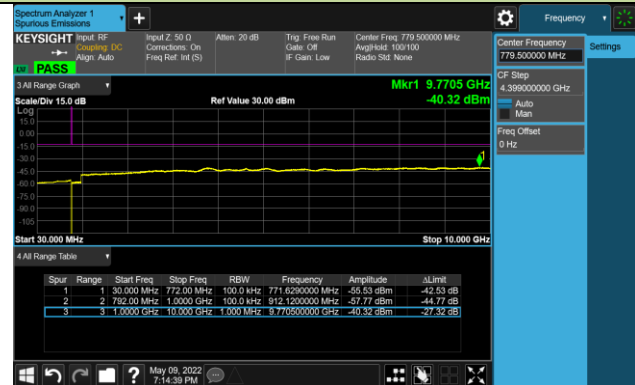 Spectrum Analyzer 1
Spurious Emissions
Frequency
KEYSIGHT
Input: RF
Coupling: DC
Align: Auto
Input Z: 50 Ω
Corrections: On
Freq Ref: Int (S)
Atten: 20 dB
Trig: Free Run
Gate: Off
IF Gain: Low
Center Freq: 779.500000 MHz
Avg|Hold: 100/100
Radio Std: None
PASS
Center Frequency
779.500000 MHz
Settings
CF Step
4.399000000 GHz
Auto
Man
Freq Offset
0 Hz
3 All Range Graph
Mkr1 9.7705 GHz
Scale/Div 15.0 dB
Ref Value 30.00 dBm
-40.32 dBm
Log
15.0
0.00
-15.0
-30.0
-45.0
-60.0
-75.0
-90.0
-105
1
Start 30.000 MHz
Stop 10.000 GHz
4 All Range Table
Spur Range Start Freq Stop Freq RBW Frequency Amplitude ΔLimit
1 1 30.000 MHz 772.00 MHz 100.0 kHz 771.6290000 MHz -55.53 dBm -42.53 dB
2 2 792.00 MHz 1.0000 GHz 100.0 kHz 912.1200000 MHz -57.77 dBm -44.77 dB
3 3 1.0000 GHz 10.000 GHz 1.000 MHz 9.770500000 MHz -40.32 dBm -27.32 dB
May 09, 2022
7:14:39 PM